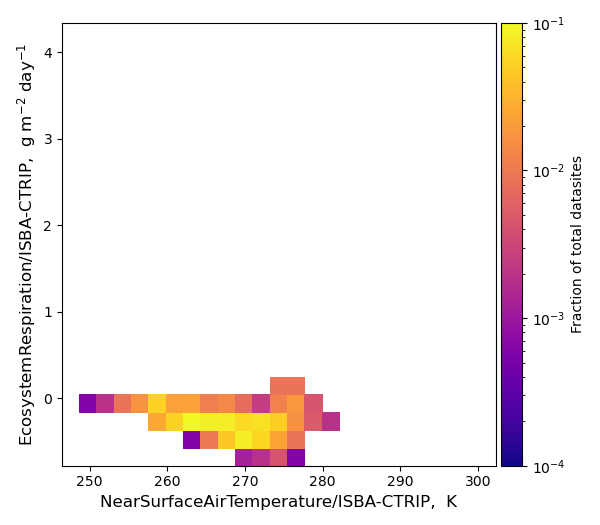 EcosystemRespiration/ISBA-CTRIP, g m⁻² day⁻¹
4
3
2
1
0
250 260 270 280 290 300
NearSurfaceAirTemperature/ISBA-CTRIP, K
10⁻¹
10⁻²
10⁻³
10⁻⁴
Fraction of total datasites